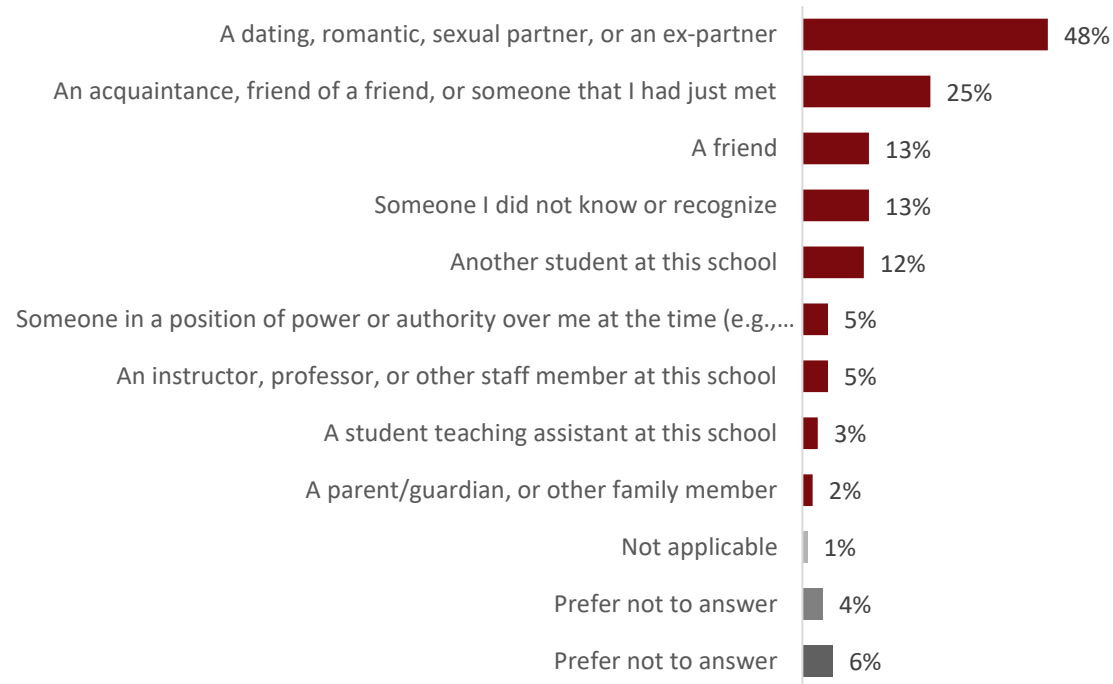 A dating, romantic, sexual partner, or an ex-partner 48%
An acquaintance, friend of a friend, or someone that I had just met 25%
A friend 13%
Someone I did not know or recognize 13%
Another student at this school 12%
Someone in a position of power or authority over me at the time (e.g.,... 5%
An instructor, professor, or other staff member at this school 5%
A student teaching assistant at this school 3%
A parent/guardian, or other family member 2%
Not applicable 1%
Prefer not to answer 4%
Prefer not to answer 6%